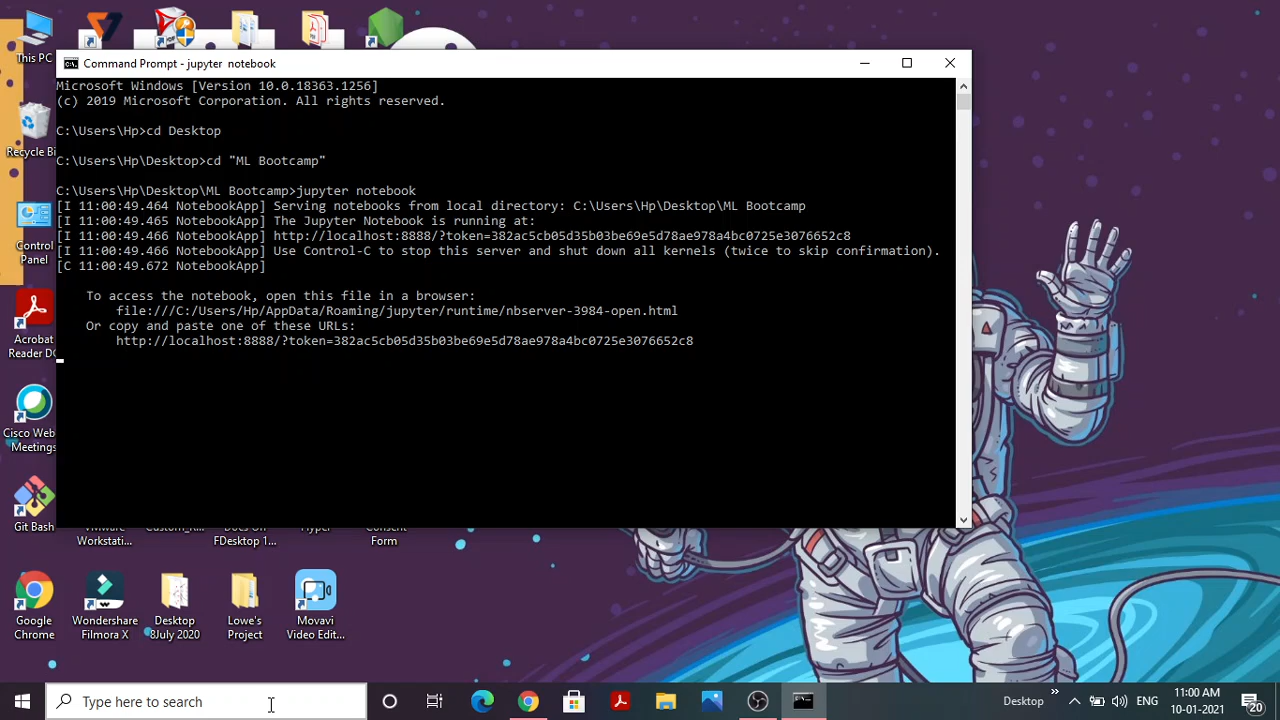 This PC
Command Prompt - jupyter notebook
Microsoft Windows [Version 10.0.18363.1256]
(c) 2019 Microsoft Corporation. All rights reserved.
C:\Users\Hp>cd Desktop
C:\Users\Hp\Desktop>cd "ML Bootcamp"
C:\Users\Hp\Desktop\ML Bootcamp>jupyter notebook
[I 11:00:49.464 NotebookApp] Serving notebooks from local directory: C:\Users\Hp\Desktop\ML Bootcamp
[I 11:00:49.465 NotebookApp] The Jupyter Notebook is running at:
[I 11:00:49.466 NotebookApp] http://localhost:8888/?token=382ac5cb05d35b03be69e5d78ae978a4bc0725e3076652c8
[I 11:00:49.466 NotebookApp] Use Control-C to stop this server and shut down all kernels (twice to skip confirmation).
[C 11:00:49.672 NotebookApp]
To access the notebook, open this file in a browser:
file:///C:/Users/Hp/AppData/Roaming/jupyter/runtime/nbserver-3984-open.html
Or copy and paste one of these URLs:
http://localhost:8888/?token=382ac5cb05d35b03be69e5d78ae978a4bc0725e3076652c8
Recycle Bi
Control
Panel
Acrobat
Reader DC
Cisco Web
Meetings
Git Bash
Workstati...
FDesktop 1...
Form
Google
Chrome
Wondershare
Filmora X
Desktop
8July 2020
Lowe's
Project
Movavi
Video Edit...
Type here to search
Desktop
ENG
11:00 AM
10-01-2021
20